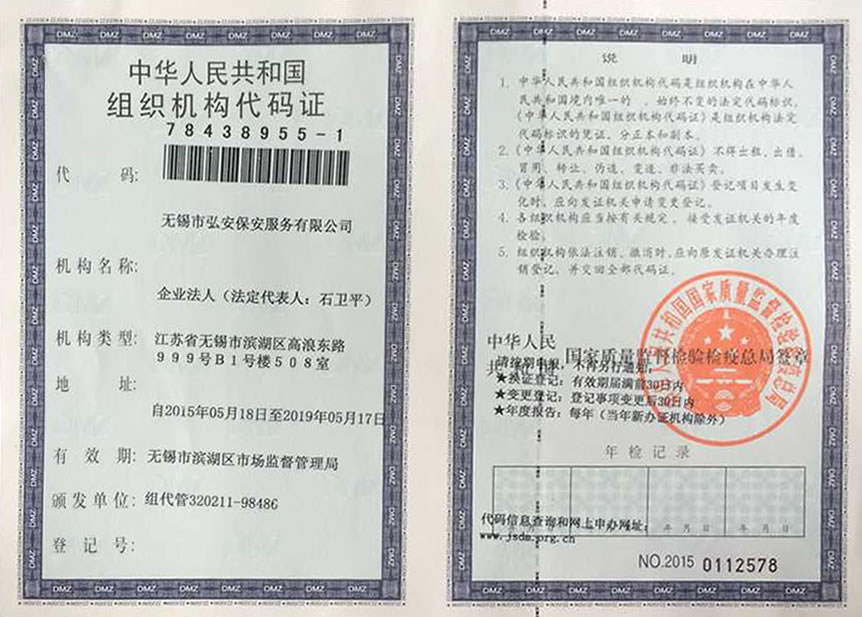 中华人民共和国
组织机构代码证
78438955-1
代 码:
无锡市弘安保安服务有限公司
机构名称:
企业法人（法定代表人：石卫平）
机构类型:
江苏省无锡市滨湖区高浪东路
999号B1号楼508室
地 址:
自2015年05月18日至2019年05月17日
有 效 期:
无锡市滨湖区市场监督管理局
颁发单位:
组代管320211-98486
登 记 号:
说 明
1. 中华人民共和国组织机构代码是组织机构在中华人
民共和国境内唯一的、始终不变的法定代码标识，
《中华人民共和国组织机构代码证》是组织机构法定
代码标识的凭证，分正本和副本。
2. 《中华人民共和国组织机构代码证》不得出租、出借、
冒用、转让、伪造、变造、非法买卖。
3. 《中华人民共和国组织机构代码证》登记项目发生变
化时，应向发证机关申请变更登记。
4. 各组织机构应当按有关规定，接受发证机关的年度
检验。
5. 组织机构依法注销、撤消时，应向原发证机关办理注
销登记，并交回全部代码证。
中华人民
共和国
国家质量监督检验检疫总局签章
请按期申报，不再另行通知：
★换证登记：有效期届满前30日内
★变更登记：登记事项变更后30日内
★年度报告：每年（当年新办证机构除外）
年检记录
代码信息查询和网上申办网址：
www.jsdm.org.cn
年 月 日
年 月 日
NO.2015 0112578